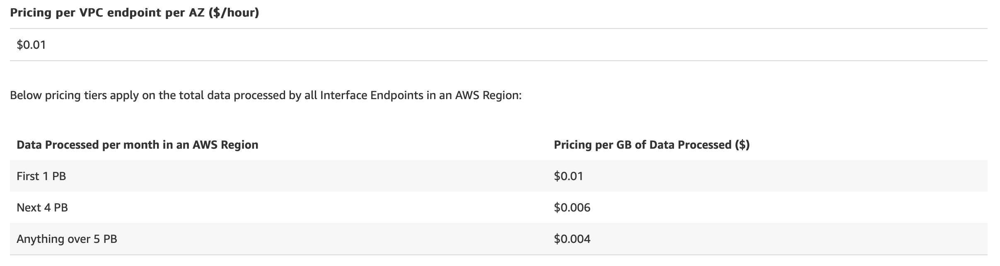 Pricing per VPC endpoint per AZ ($/hour)
$0.01
Below pricing tiers apply on the total data processed by all Interface Endpoints in an AWS Region:
Data Processed per month in an AWS Region Pricing per GB of Data Processed ($)
First 1 PB $0.01
Next 4 PB $0.006
Anything over 5 PB $0.004